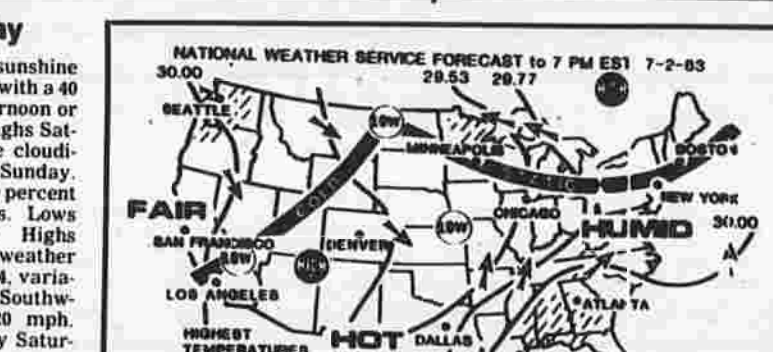 ay
sunshine
with a 40
ernoon or
ghs Sat-
e cloudi-
Sunday.
percent
s. Lows
Highs
weather
4, varia-
Southw-
20 mph.
y Satur-
NATIONAL WEATHER SERVICE FORECAST to 7 PM EST 7-2-83
30.00
29.53 29.77
SEATTLE
LOW
MINNEAPOLIS
BOSTON
COLD
STATIC
NEW YORK
FAIR
CHICAGO
HUMID
30.00
SAN FRANCISCO
DENVER
LOW
LOW
LOS ANGELES
ATLANTA
HIGHEST
TEMPERATURES
HOT
DALLAS